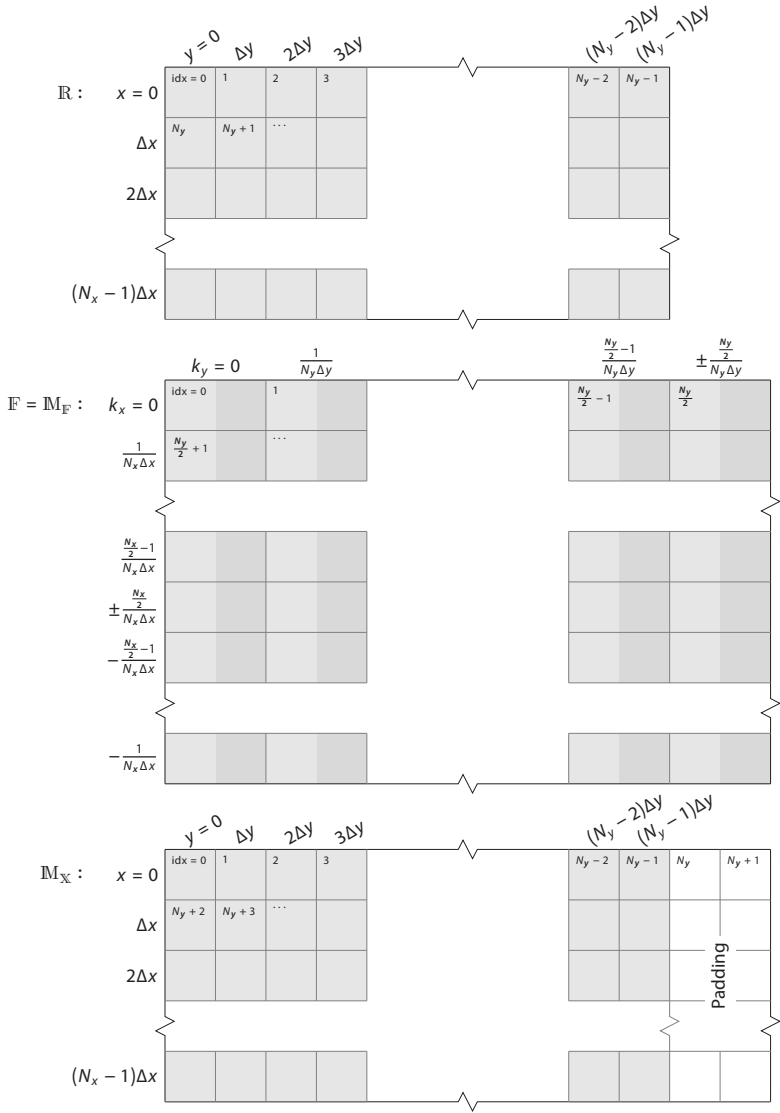 y = 0 Δy 2Δy 3Δy (N_y − 2)Δy (N_y − 1)Δy
ℝ : x = 0 idx = 0 1 2 3 N_y − 2 N_y − 1
Δx N_y N_y + 1 ...
2Δx
(N_x − 1)Δx
k_y = 0 1/(N_yΔy) (N_y/2 − 1)/(N_yΔy) ±(N_y/2)/(N_yΔy)
𝔽 = 𝕄_𝔽 : k_x = 0 idx = 0 1 N_y/2 − 1 N_y/2
1/(N_xΔx) N_y/2 + 1 ...
(N_x/2 − 1)/(N_xΔx)
±(N_x/2)/(N_xΔx)
−(N_x/2 − 1)/(N_xΔx)
−1/(N_xΔx)
y = 0 Δy 2Δy 3Δy (N_y − 2)Δy (N_y − 1)Δy
𝕄_𝕏 : x = 0 idx = 0 1 2 3 N_y − 2 N_y − 1 N_y N_y + 1
Δx N_y + 2 N_y + 3 ...
2Δx Padding
(N_x − 1)Δx